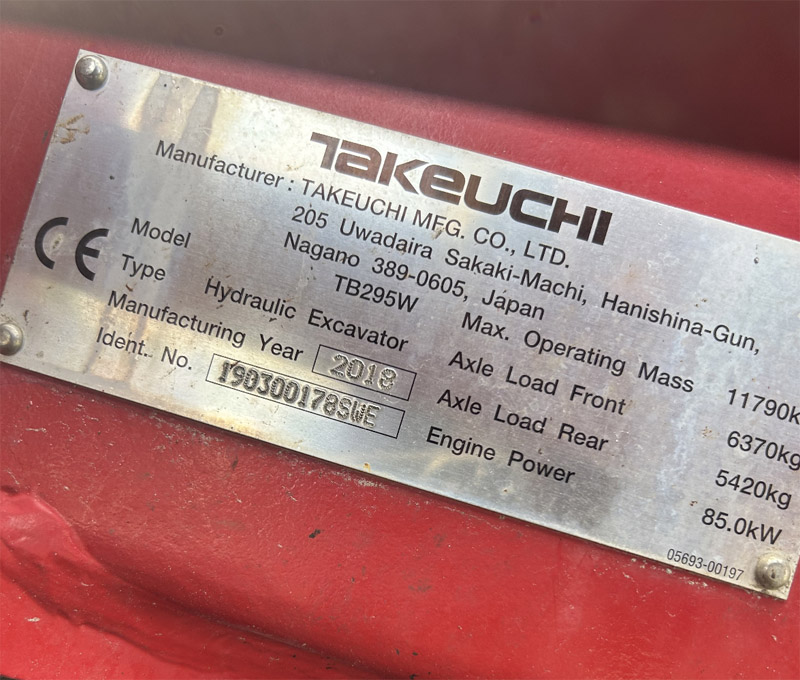 TAKEUCHI
Manufacturer : TAKEUCHI MFG. CO., LTD.
205 Uwadaira Sakaki-Machi, Hanishina-Gun,
Nagano 389-0605, Japan
CE
Model TB295W
Type Hydraulic Excavator
Manufacturing Year 2018
Ident. No. 190300178SWE
Max. Operating Mass 11790k
Axle Load Front 6370kg
Axle Load Rear 5420kg
Engine Power 85.0kW
05693-00197